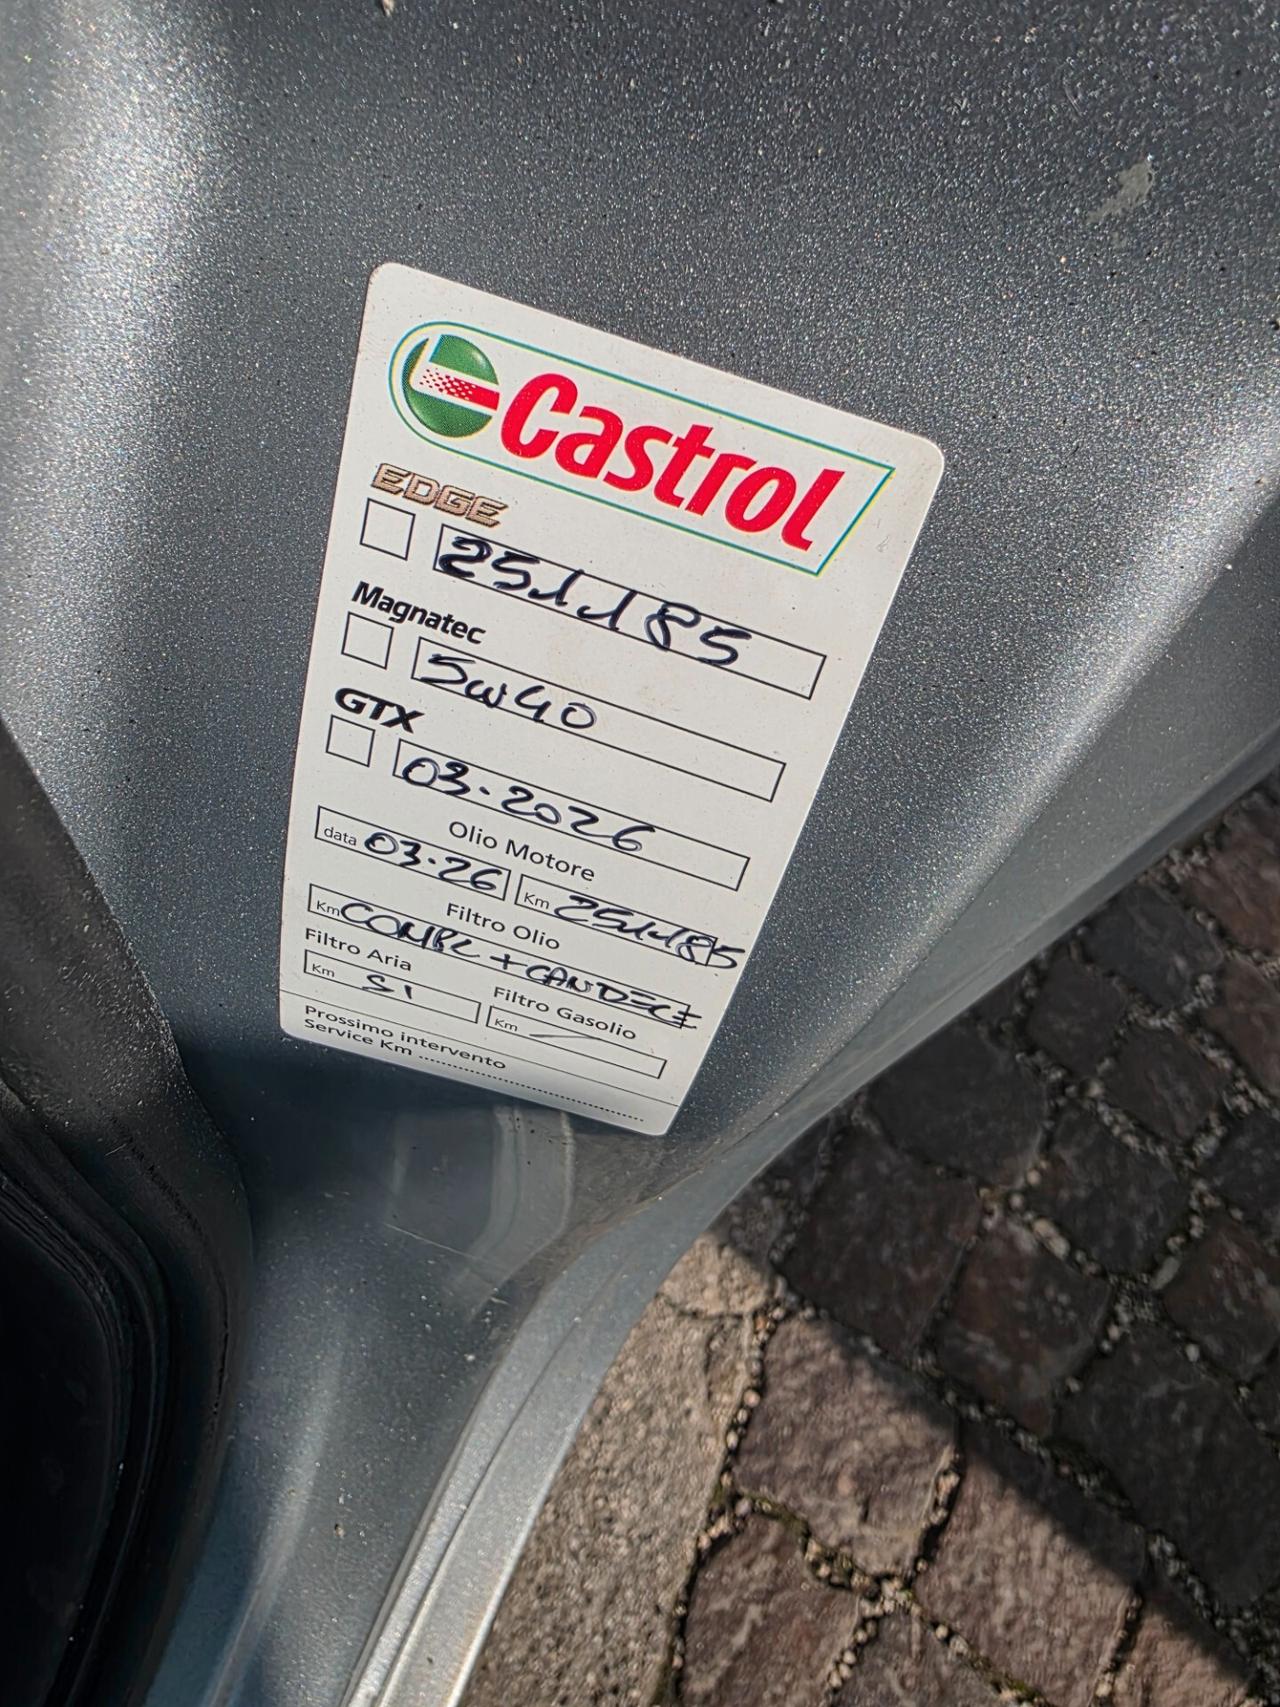 Castrol
EDGE
251185
Magnatec
5w40
GTX
03.2026
Olio Motore
data 03.26 Km 251185
Filtro Olio
Km COMPL + CANDELE
Filtro Aria
Km SI
Filtro Gasolio
Km
Prossimo intervento
Service Km ........................................